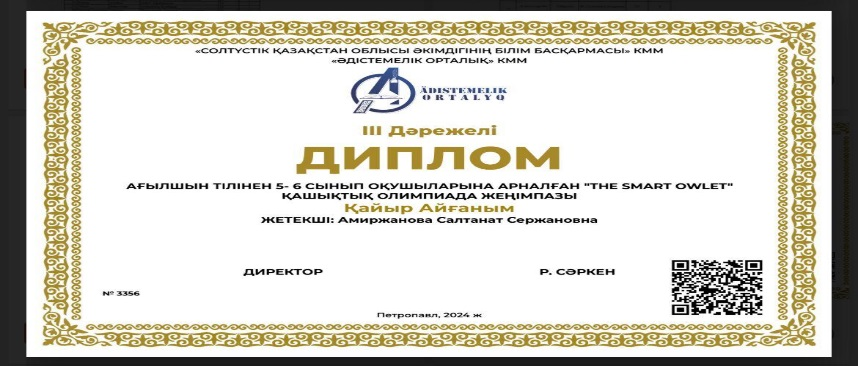 «СОЛТҮСТІК ҚАЗАҚСТАН ОБЛЫСЫ ӘКІМДІГІНІҢ БІЛІМ БАСҚАРМАСЫ» КММ
«ӘДІСТЕМЕЛІК ОРТАЛЫҚ» КММ
ÄDISTEMELIK
ORTALYQ
III Дәрежелі
ДИПЛОМ
АҒЫЛШЫН ТІЛІНЕН 5- 6 СЫНЫП ОҚУШЫЛАРЫНА АРНАЛҒАН "THE SMART OWLET"
ҚАШЫҚТЫҚ ОЛИМПИАДА ЖЕҢІМПАЗЫ
Қайыр Айғаным
ЖЕТЕКШІ: Амиржанова Салтанат Сержановна
ДИРЕКТОР Р. СӘРКЕН
№ 3356
Петропавл, 2024 ж